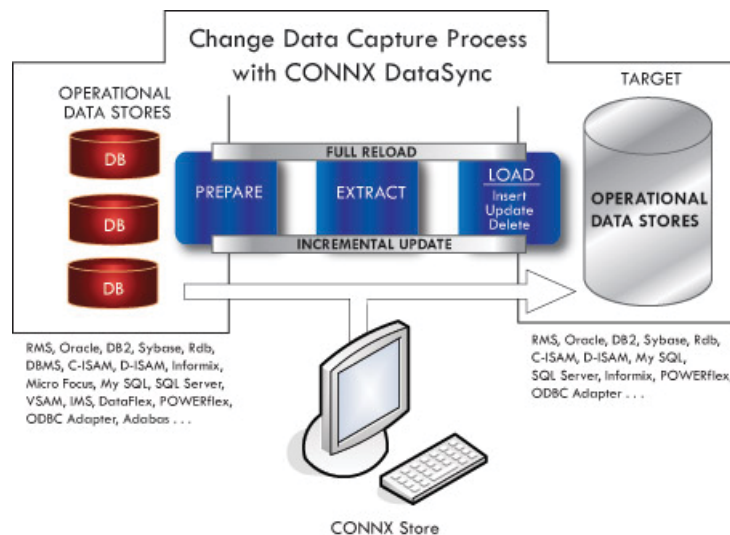 Change Data Capture Process
with CONNX DataSync
OPERATIONAL
DATA STORES
DB
DB
DB
FULL RELOAD
PREPARE
EXTRACT
LOAD
Insert
Update
Delete
INCREMENTAL UPDATE
TARGET
OPERATIONAL
DATA STORES
RMS, Oracle, DB2, Sybase, Rdb,
DBMS, C-ISAM, D-ISAM, Informix,
Micro Focus, My SQL, SQL Server,
VSAM, IMS, DataFlex, POWERflex,
ODBC Adapter, Adabas . . .
RMS, Oracle, DB2, Sybase, Rdb,
C-ISAM, D-ISAM, My SQL,
SQL Server, Informix, POWERflex,
ODBC Adapter . . .
CONNX Store